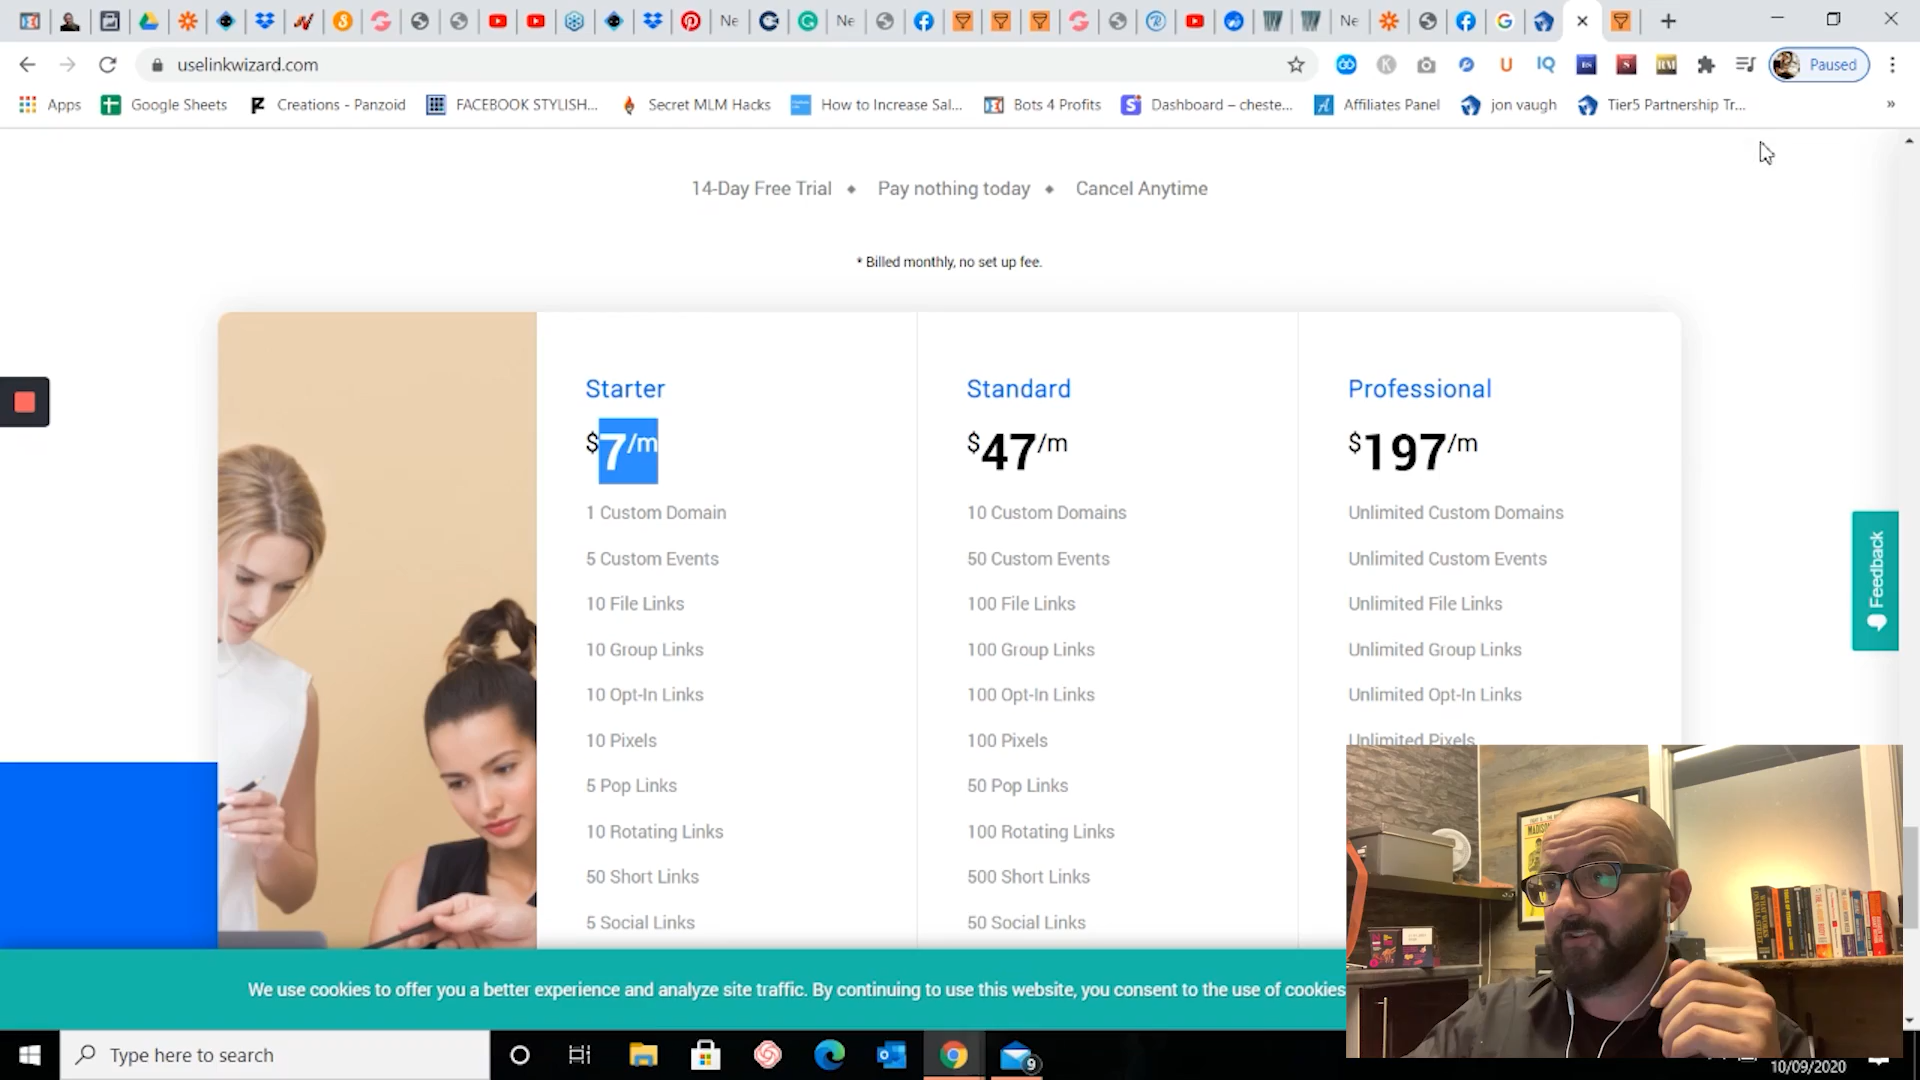 Ne
Ne
Ne
uselinkwizard.com
Paused
Apps
Google Sheets
Creations - Panzoid
FACEBOOK STYLISH...
Secret MLM Hacks
How to Increase Sal...
Bots 4 Profits
Dashboard – cheste...
Affiliates Panel
jon vaugh
Tier5 Partnership Tr...
14-Day Free Trial ◆ Pay nothing today ◆ Cancel Anytime
* Billed monthly, no set up fee.
Starter
$7/m
1 Custom Domain
5 Custom Events
10 File Links
10 Group Links
10 Opt-In Links
10 Pixels
5 Pop Links
10 Rotating Links
50 Short Links
5 Social Links
Standard
$47/m
10 Custom Domains
50 Custom Events
100 File Links
100 Group Links
100 Opt-In Links
100 Pixels
50 Pop Links
100 Rotating Links
500 Short Links
50 Social Links
Professional
$197/m
Unlimited Custom Domains
Unlimited Custom Events
Unlimited File Links
Unlimited Group Links
Unlimited Opt-In Links
Unlimited Pixels
Feedback
We use cookies to offer you a better experience and analyze site traffic. By continuing to use this website, you consent to the use of cookies
Type here to search
9
10/09/2020